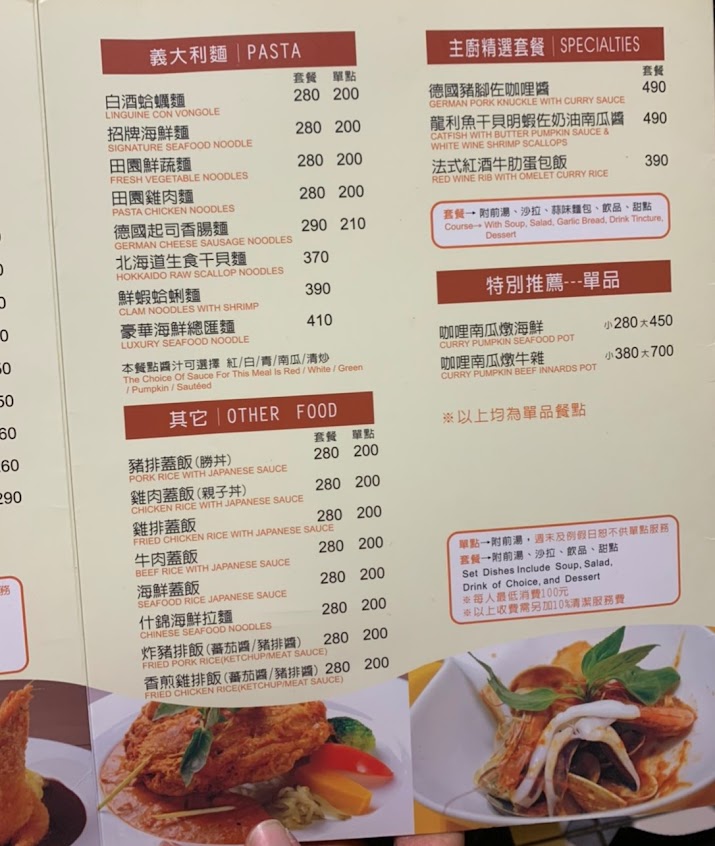 義大利麵｜PASTA
套餐 單點
白酒蛤蠣麵 280 200
LINGUINE CON VONGOLE
招牌海鮮麵 280 200
SIGNATURE SEAFOOD NOODLE
田園鮮蔬麵 280 200
FRESH VEGETABLE NOODLES
田園雞肉麵 280 200
PASTA CHICKEN NOODLES
德國起司香腸麵 290 210
GERMAN CHEESE SAUSAGE NOODLES
北海道生食干貝麵 370
HOKKAIDO RAW SCALLOP NOODLES
鮮蝦蛤蜊麵 390
CLAM NOODLES WITH SHRIMP
豪華海鮮總匯麵 410
LUXURY SEAFOOD NOODLE
本餐點醬汁可選擇 紅/白/青/南瓜/清炒
The Choice Of Sauce For This Meal Is Red / White / Green
/ Pumpkin / Sautéed
其它｜OTHER FOOD
套餐 單點
豬排蓋飯(勝丼) 280 200
PORK RICE WITH JAPANESE SAUCE
雞肉蓋飯(親子丼) 280 200
CHICKEN RICE WITH JAPANESE SAUCE
雞排蓋飯 280 200
FRIED CHICKEN RICE WITH JAPANESE SAUCE
牛肉蓋飯 280 200
BEEF RICE WITH JAPANESE SAUCE
海鮮蓋飯 280 200
SEAFOOD RICE JAPANESE SAUCE
什錦海鮮拉麵 280 200
CHINESE SEAFOOD NOODLES
炸豬排飯(蕃茄醬/豬排醬) 280 200
FRIED PORK RICE(KETCHUP/MEAT SAUCE)
香煎雞排飯(蕃茄醬/豬排醬) 280 200
FRIED CHICKEN RICE(KETCHUP/MEAT SAUCE)
主廚精選套餐｜SPECIALTIES
套餐
德國豬腳佐咖哩醬 490
GERMAN PORK KNUCKLE WITH CURRY SAUCE
龍利魚干貝明蝦佐奶油南瓜醬 490
CATFISH WITH BUTTER PUMPKIN SAUCE &
WHITE WINE SHRIMP SCALLOPS
法式紅酒牛肋蛋包飯 390
RED WINE RIB WITH OMELET CURRY RICE
套餐→附前湯、沙拉、蒜味麵包、飲品、甜點
Course→ With Soup, Salad, Garlic Bread, Drink Tincture,
Dessert
特別推薦---單品
咖哩南瓜燉海鮮 小280大450
CURRY PUMPKIN SEAFOOD POT
咖哩南瓜燉牛雜 小380大700
CURRY PUMPKIN BEEF INNARDS POT
※以上均為單品餐點
單點→附前湯，週末及例假日恕不供單點服務
套餐→附前湯、沙拉、飲品、甜點
Set Dishes Include Soup, Salad,
Drink of Choice, and Dessert
※每人最低消費100元
※以上收費需另加10%清潔服務費